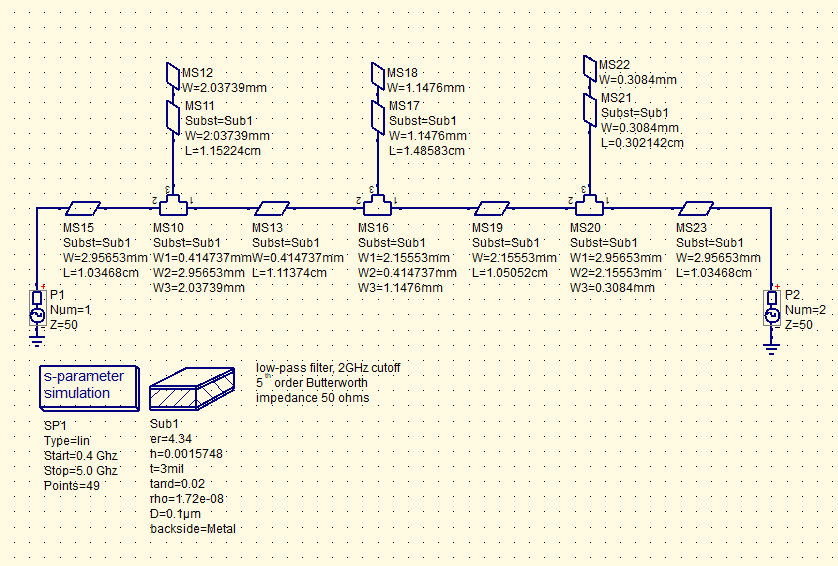 MS12
W=2.03739mm
MS11
Subst=Sub1
W=2.03739mm
L=1.15224cm
MS18
W=1.1476mm
MS17
Subst=Sub1
W=1.1476mm
L=1.48583cm
MS22
W=0.3084mm
MS21
Subst=Sub1
W=0.3084mm
L=0.302142cm
3
2
1
3
2
1
3
2
1
MS15
Subst=Sub1
W=2.95653mm
L=1.03468cm
MS10
Subst=Sub1
W1=0.414737mm
W2=2.95653mm
W3=2.03739mm
MS13
Subst=Sub1
W=0.414737mm
L=1.11374cm
MS16
Subst=Sub1
W1=2.15553mm
W2=0.414737mm
W3=1.1476mm
MS19
Subst=Sub1
W=2.15553mm
L=1.05052cm
MS20
Subst=Sub1
W1=2.95653mm
W2=2.15553mm
W3=0.3084mm
MS23
Subst=Sub1
W=2.95653mm
L=1.03468cm
P1
Num=1
Z=50
P2
Num=2
Z=50
s-parameter
simulation
SP1
Type=lin
Start=0.4 Ghz
Stop=5.0 Ghz
Points=49
Sub1
er=4.34
h=0.0015748
t=3mil
tand=0.02
rho=1.72e-08
D=0.1µm
backside=Metal
low-pass filter, 2GHz cutoff
5th order Butterworth
impedance 50 ohms